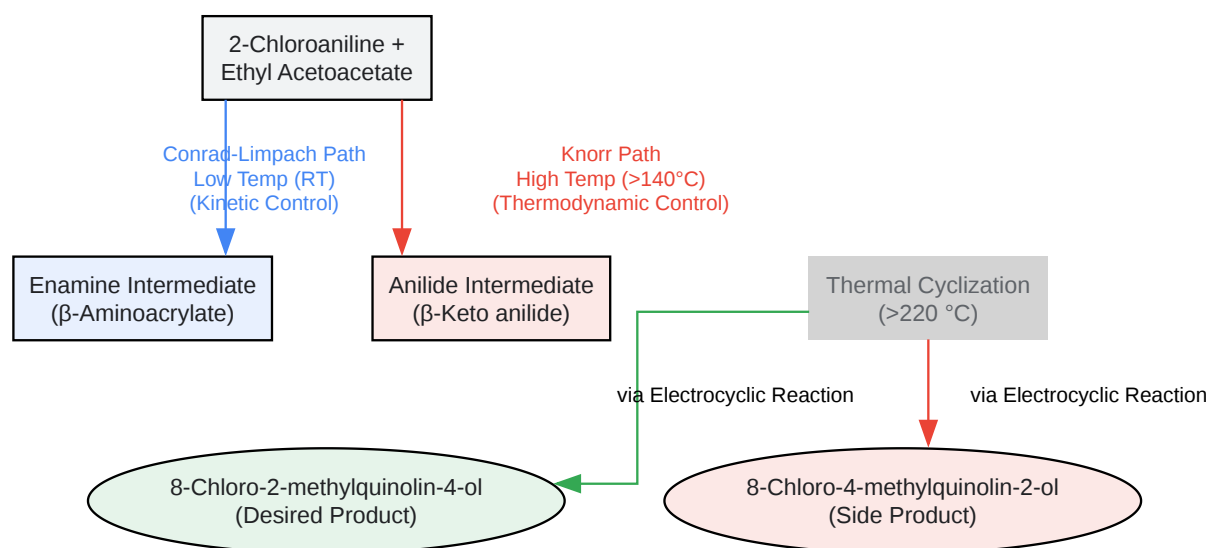 2-Chloroaniline +
Ethyl Acetoacetate
Conrad-Limpach Path
Low Temp (RT)
(Kinetic Control)
Knorr Path
High Temp (>140°C)
(Thermodynamic Control)
Enamine Intermediate
(β-Aminoacrylate)
Anilide Intermediate
(β-Keto anilide)
Thermal Cyclization
(>220 °C)
via Electrocyclic Reaction
via Electrocyclic Reaction
8-Chloro-2-methylquinolin-4-ol
(Desired Product)
8-Chloro-4-methylquinolin-2-ol
(Side Product)